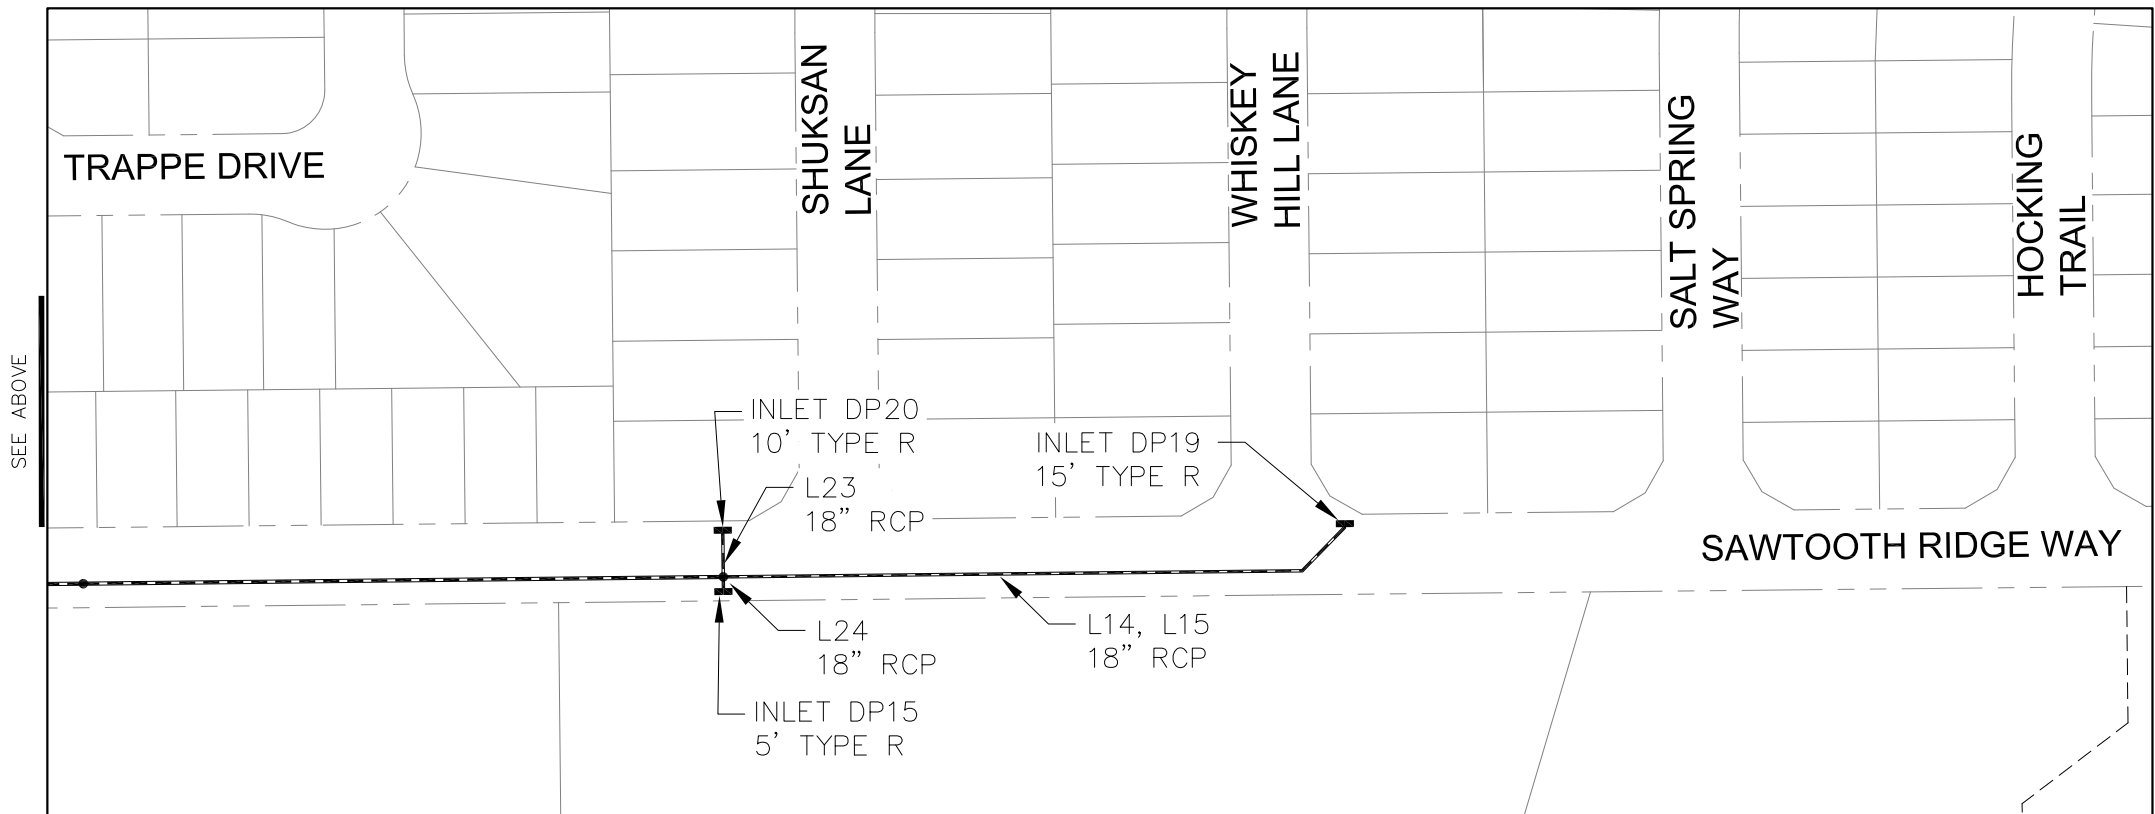 TRAPPE DRIVE
SHUKSAN
LANE
WHISKEY
HILL LANE
SALT SPRING
WAY
HOCKING
TRAIL
SEE ABOVE
INLET DP20
10' TYPE R
L23
18" RCP
INLET DP19
15' TYPE R
SAWTOOTH RIDGE WAY
L24
18" RCP
L14, L15
18" RCP
INLET DP15
5' TYPE R